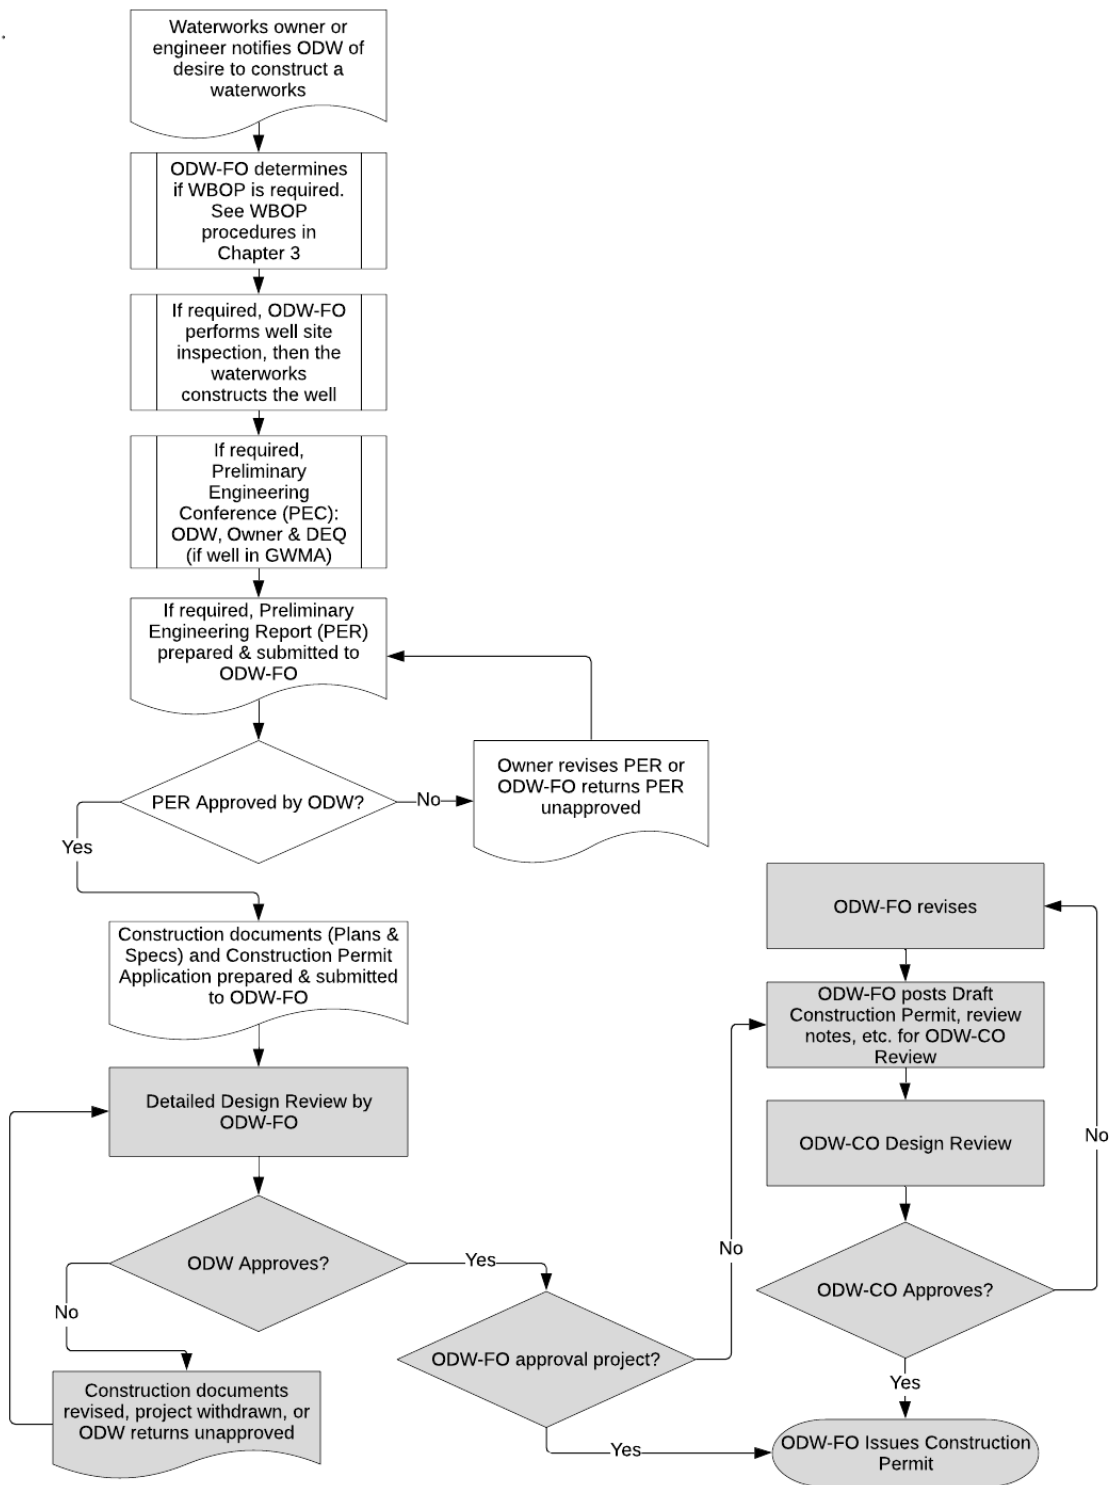 Waterworks owner or
engineer notifies ODW of
desire to construct a
waterworks
ODW-FO determines
if WBOP is required.
See WBOP
procedures in
Chapter 3
If required, ODW-FO
performs well site
inspection, then the
waterworks
constructs the well
If required,
Preliminary
Engineering
Conference (PEC):
ODW, Owner & DEQ
(if well in GWMA)
If required, Preliminary
Engineering Report (PER)
prepared & submitted to
ODW-FO
PER Approved by ODW?
No
Owner revises PER or
ODW-FO returns PER
unapproved
Yes
Construction documents (Plans &
Specs) and Construction Permit
Application prepared & submitted
to ODW-FO
Detailed Design Review by
ODW-FO
ODW Approves?
No
Construction documents
revised, project withdrawn, or
ODW returns unapproved
Yes
ODW-FO approval project?
No
Yes
ODW-FO revises
ODW-FO posts Draft
Construction Permit, review
notes, etc. for ODW-CO
Review
ODW-CO Design Review
ODW-CO Approves?
No
Yes
ODW-FO Issues Construction
Permit